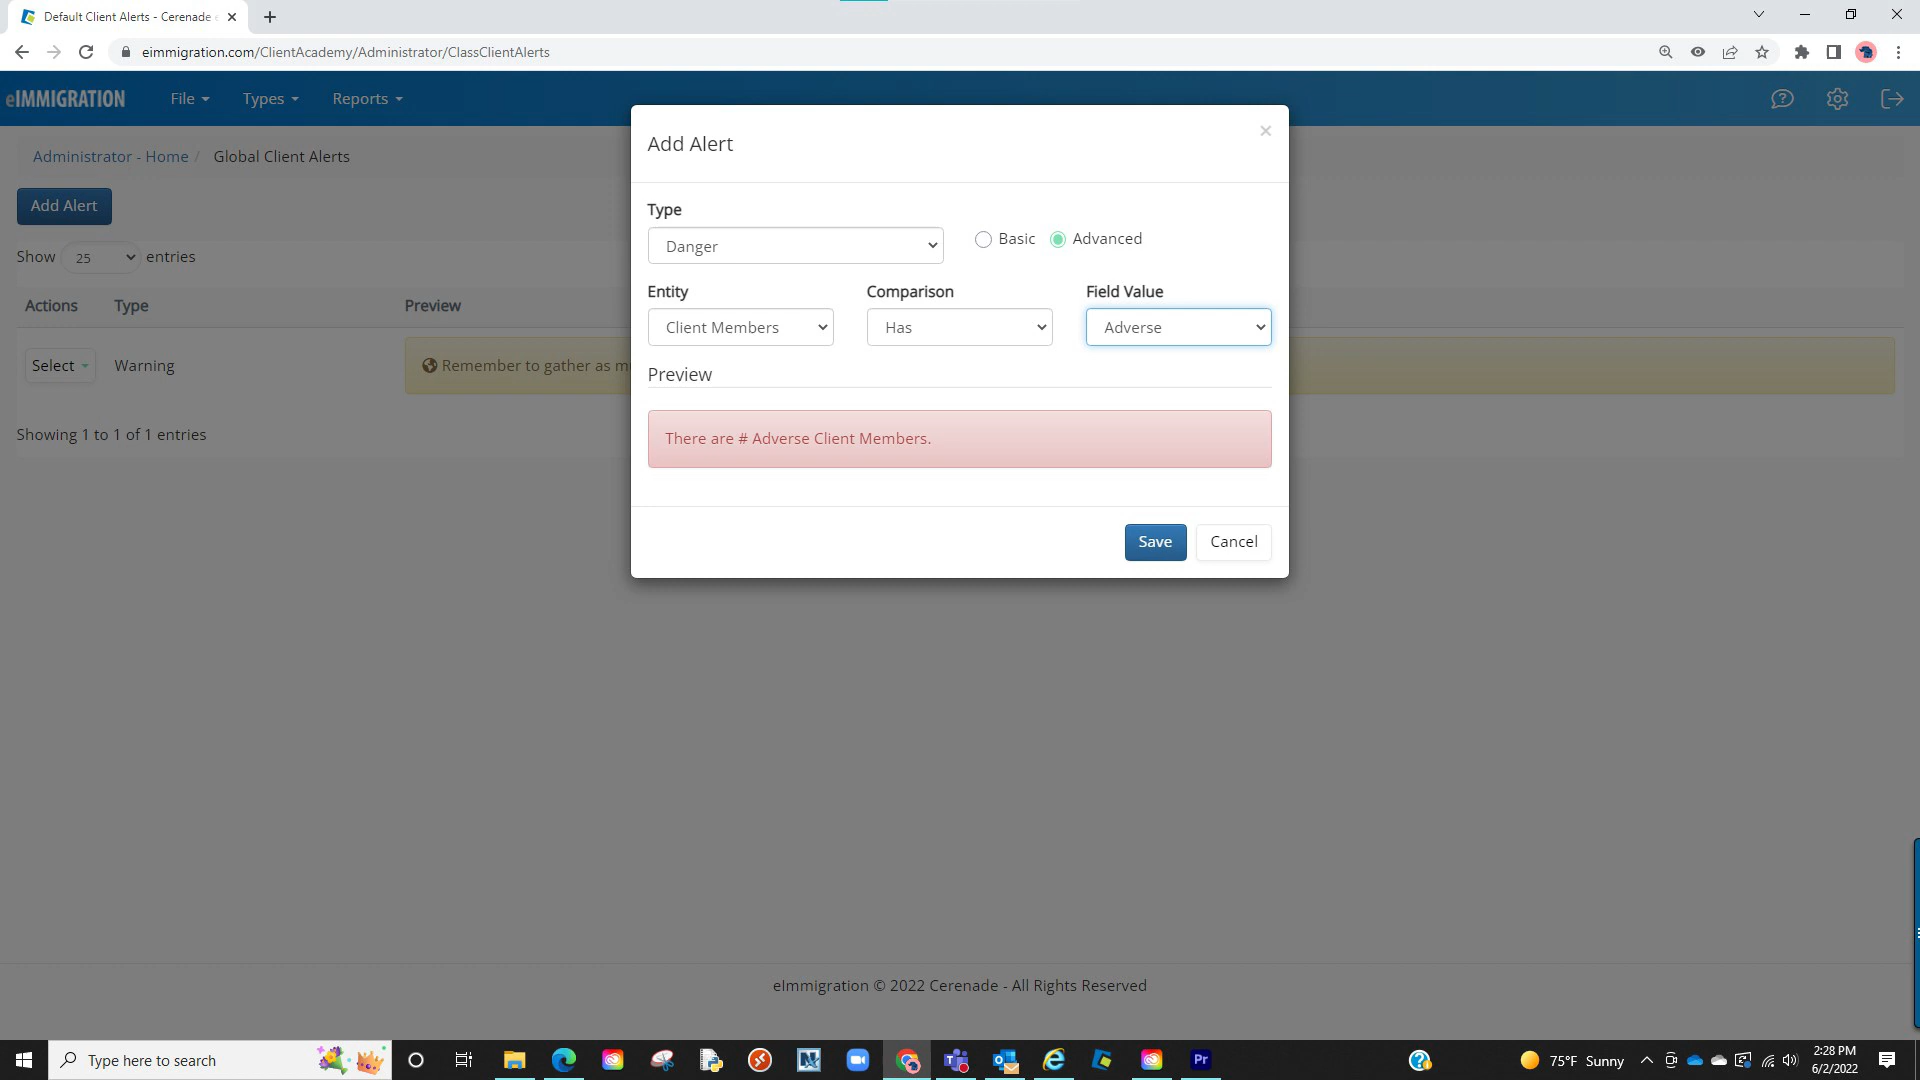 Default Client Alerts - Cerenade
eimmigration.com/ClientAcademy/Administrator/ClassClientAlerts
eIMMIGRATION File Types Reports
Administrator - Home / Global Client Alerts
Add Alert
Show 25 entries
Actions Type Preview
Select Warning Remember to gather as
Showing 1 to 1 of 1 entries
Add Alert
×
Type
Danger
Basic Advanced
Entity Comparison Field Value
Client Members Has Adverse
Preview
There are # Adverse Client Members.
Save Cancel
eImmigration © 2022 Cerenade - All Rights Reserved
Type here to search
Pr
75°F Sunny
2:28 PM
6/2/2022